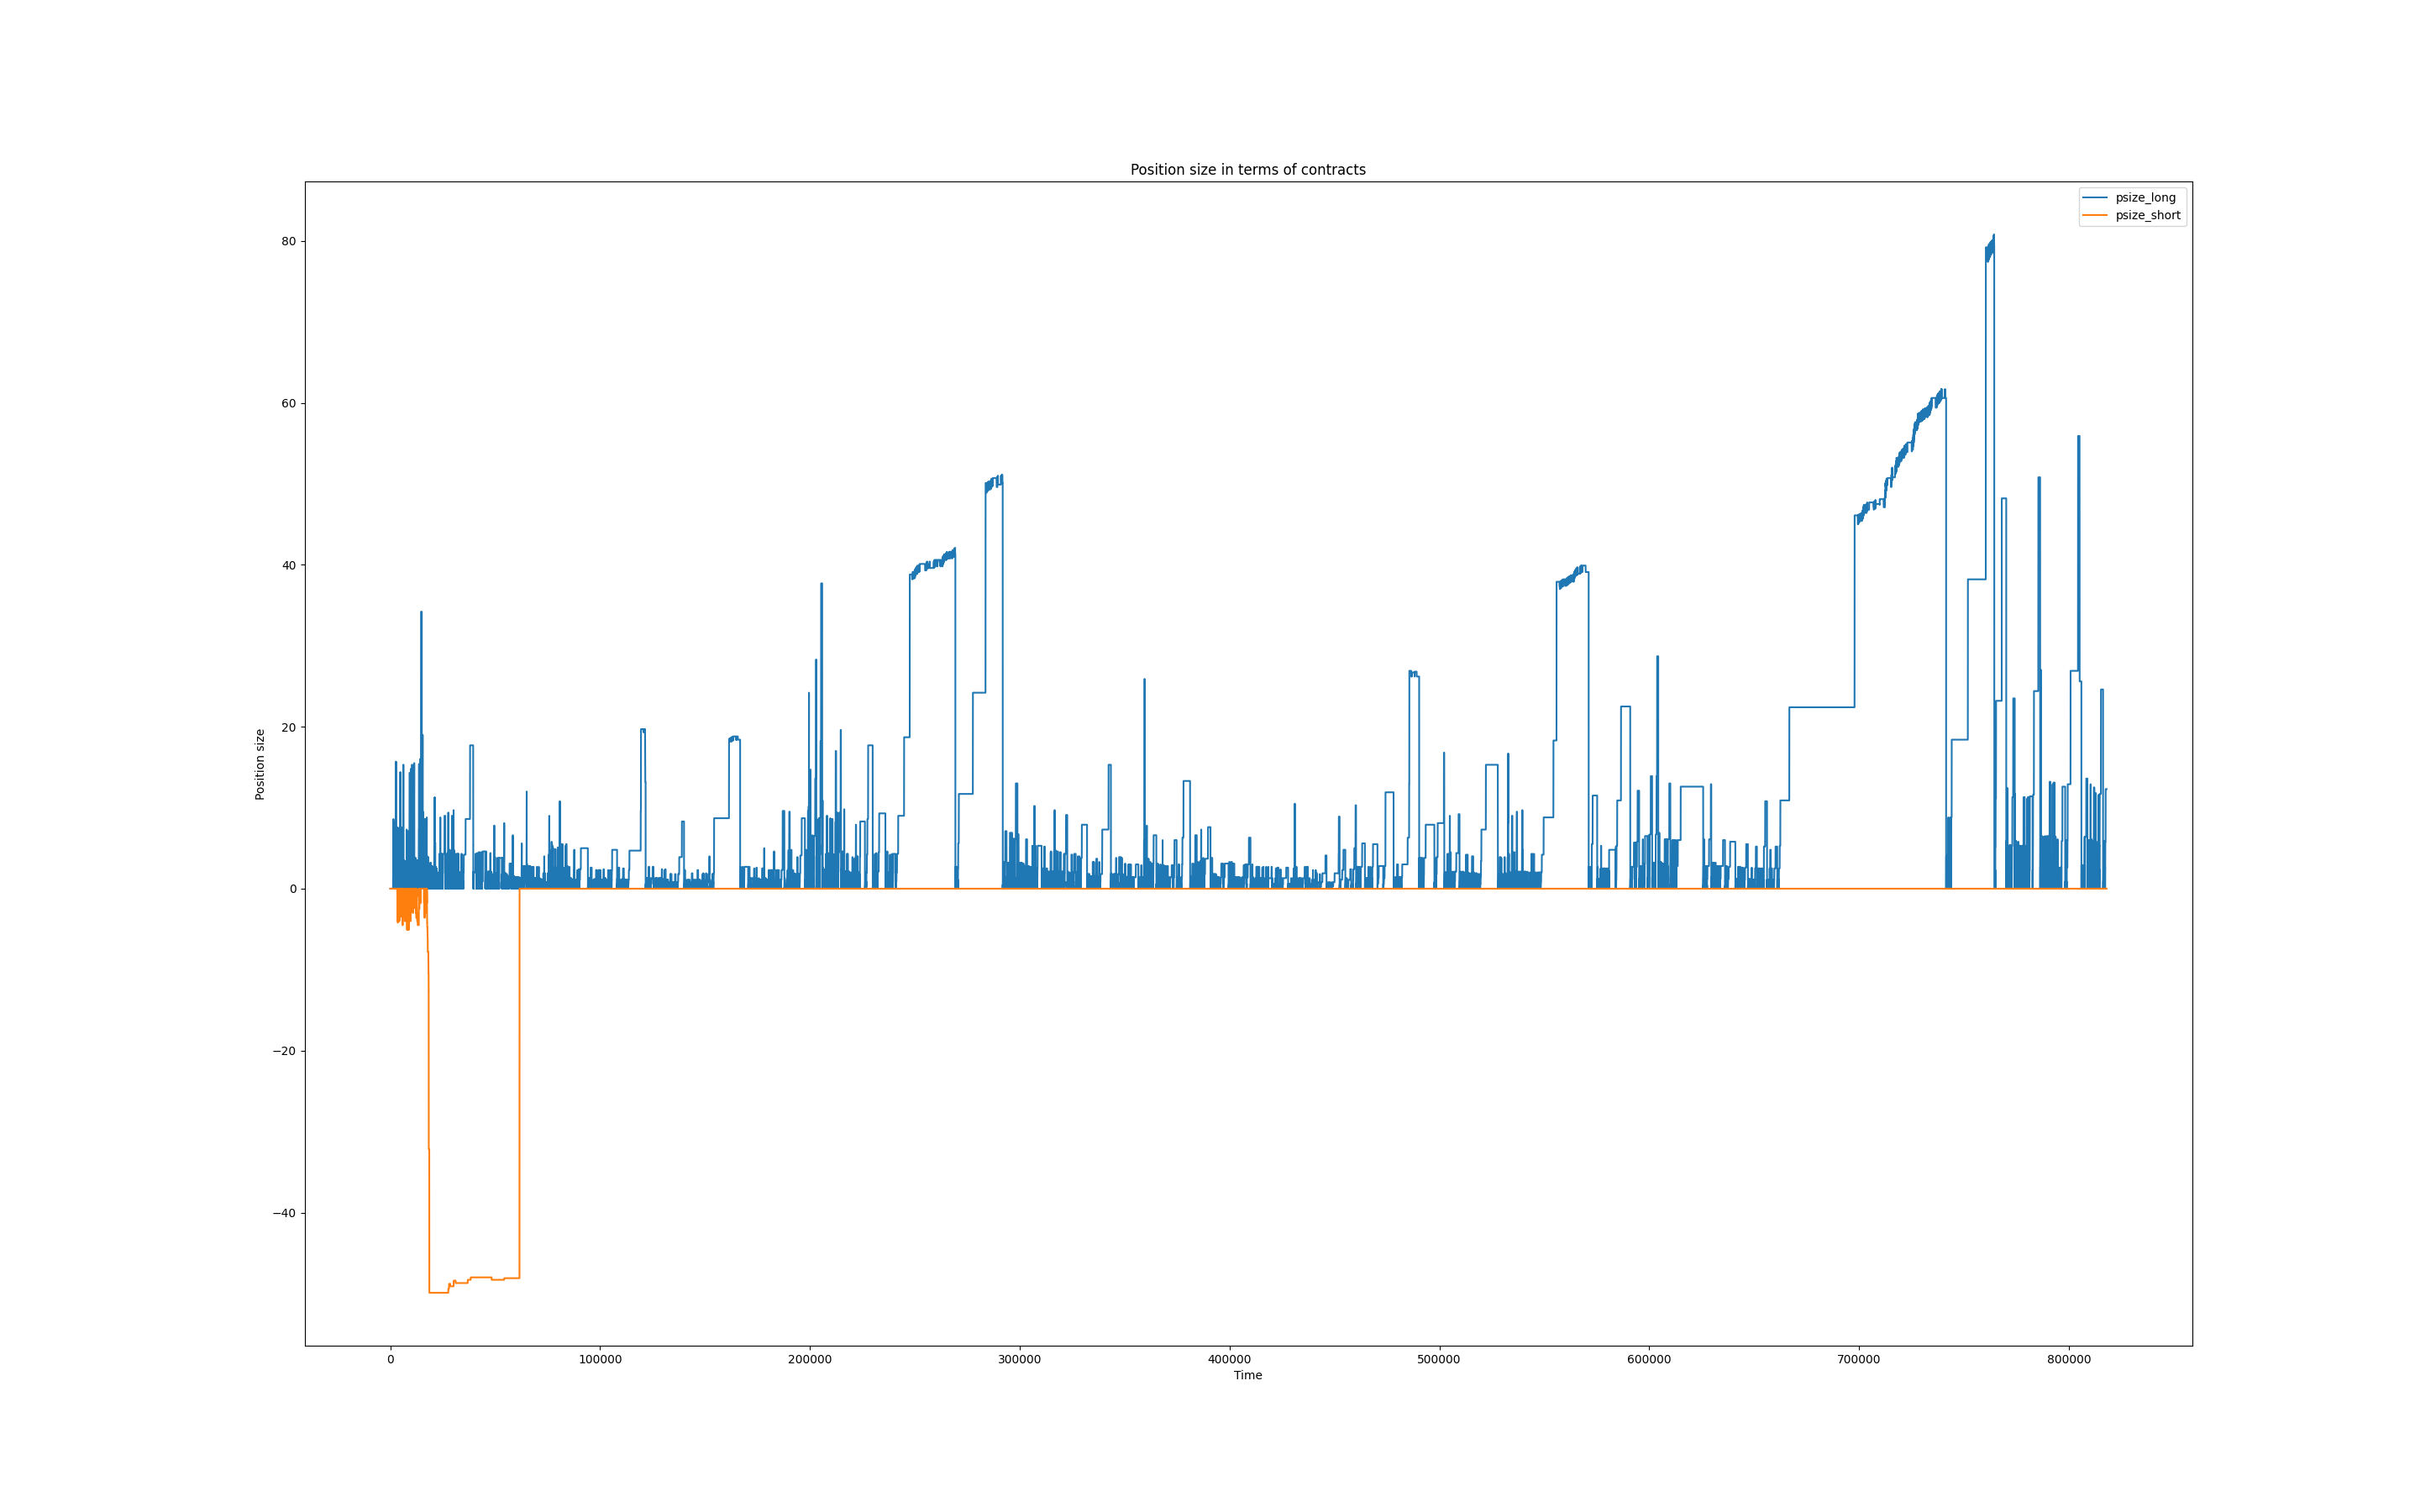 Position size in terms of contracts
psize_long
psize_short
80
60
40
20
0
−20
−40
Position size
0 100000 200000 300000 400000 500000 600000 700000 800000
Time